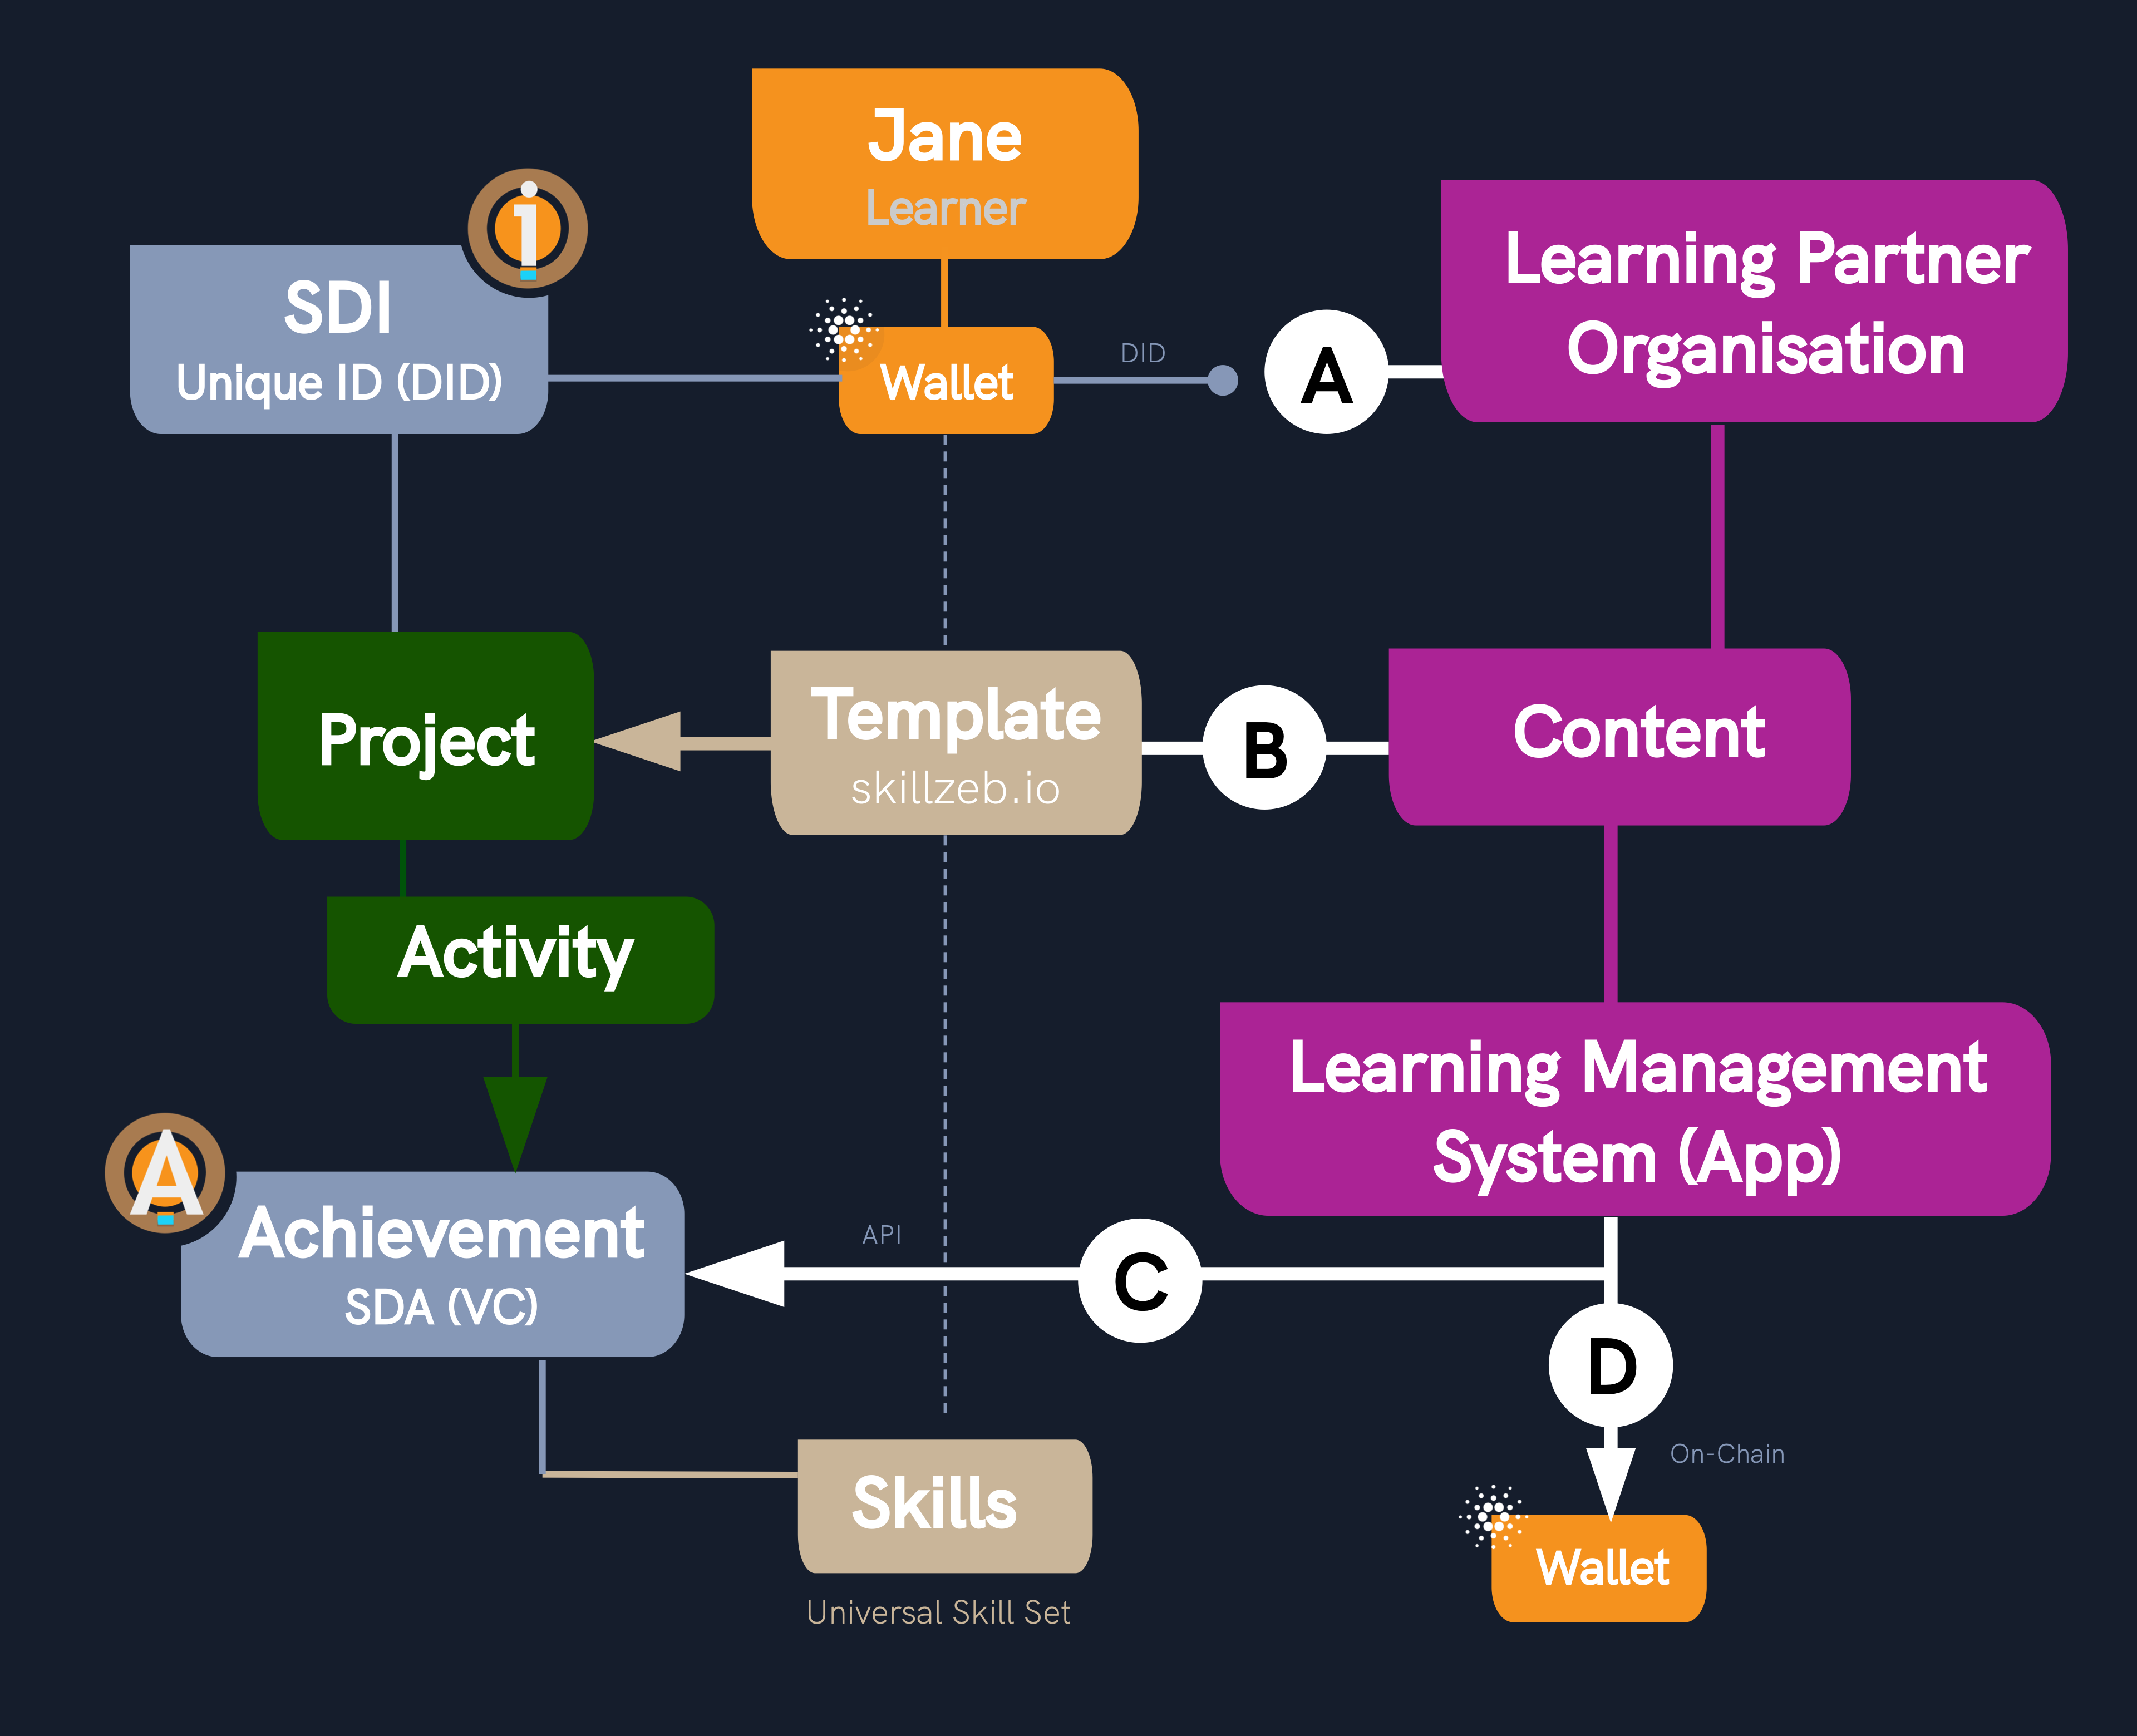 Jane
Learner
i
SDI
Unique ID (DID)
Wallet
DID
A
Learning Partner
Organisation
Project
Template
skillzeb.io
B
Content
Activity
Learning Management
System (App)
A
Achievement
SDA (VC)
API
C
D
On-Chain
Skills
Universal Skill Set
Wallet